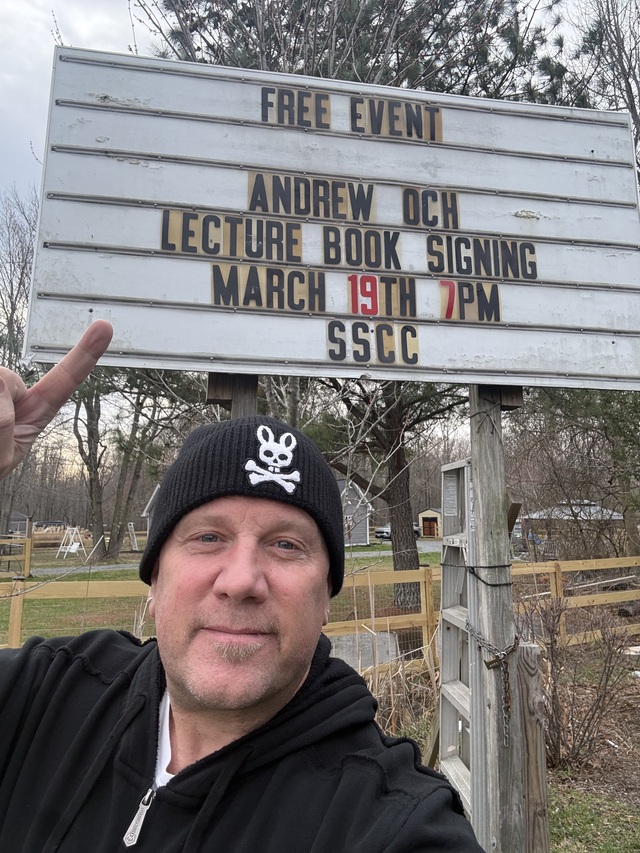 FREE EVENT
ANDREW OCH
LECTURE BOOK SIGNING
MARCH 19TH 7PM
SSCC